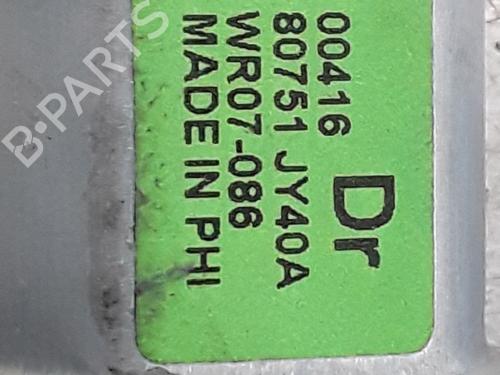 00416
80751 JY40A
WR07-086
MADE IN PHI
Dr
B-PARTS